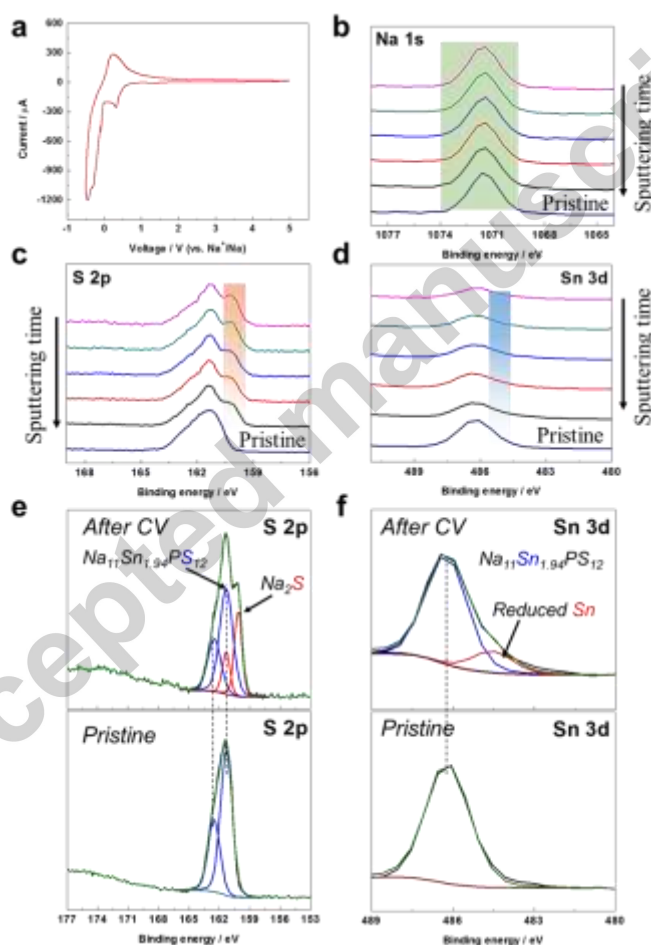 a
600
300
0
-300
-600
-900
-1200
Current / µA
-1 0 1 2 3 4 5
Voltage / V (vs. Na⁺/Na)
b
Na 1s
Pristine
Sputtering time
1077 1074 1071 1068 1065
Binding energy / eV
c
S 2p
Sputtering time
Pristine
168 165 162 159 156
Binding energy / eV
d
Sn 3d
Pristine
Sputtering time
489 486 483 480
Binding energy / eV
e
After CV
S 2p
Na₁₁Sn₁.₉₄PS₁₂
Na₂S
Pristine
S 2p
177 174 171 168 165 162 159 156 153
Binding energy / eV
f
After CV
Sn 3d
Na₁₁Sn₁.₉₄PS₁₂
Reduced Sn
Pristine
Sn 3d
489 486 483 480
Binding energy / eV
cepted manuscri